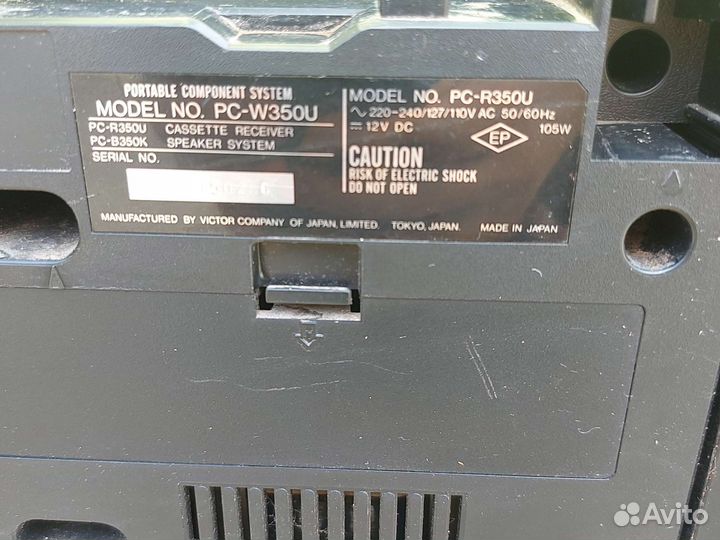 PORTABLE COMPONENT SYSTEM
MODEL NO. PC-W350U
PC-R350U CASSETTE RECEIVER
PC-B350K SPEAKER SYSTEM
SERIAL NO.
MODEL NO. PC-R350U
~ 220-240/127/110V AC 50/60Hz
⎓ 12V DC
EP
105W
CAUTION
RISK OF ELECTRIC SHOCK
DO NOT OPEN
MANUFACTURED BY VICTOR COMPANY OF JAPAN, LIMITED. TOKYO, JAPAN. MADE IN JAPAN
Avito